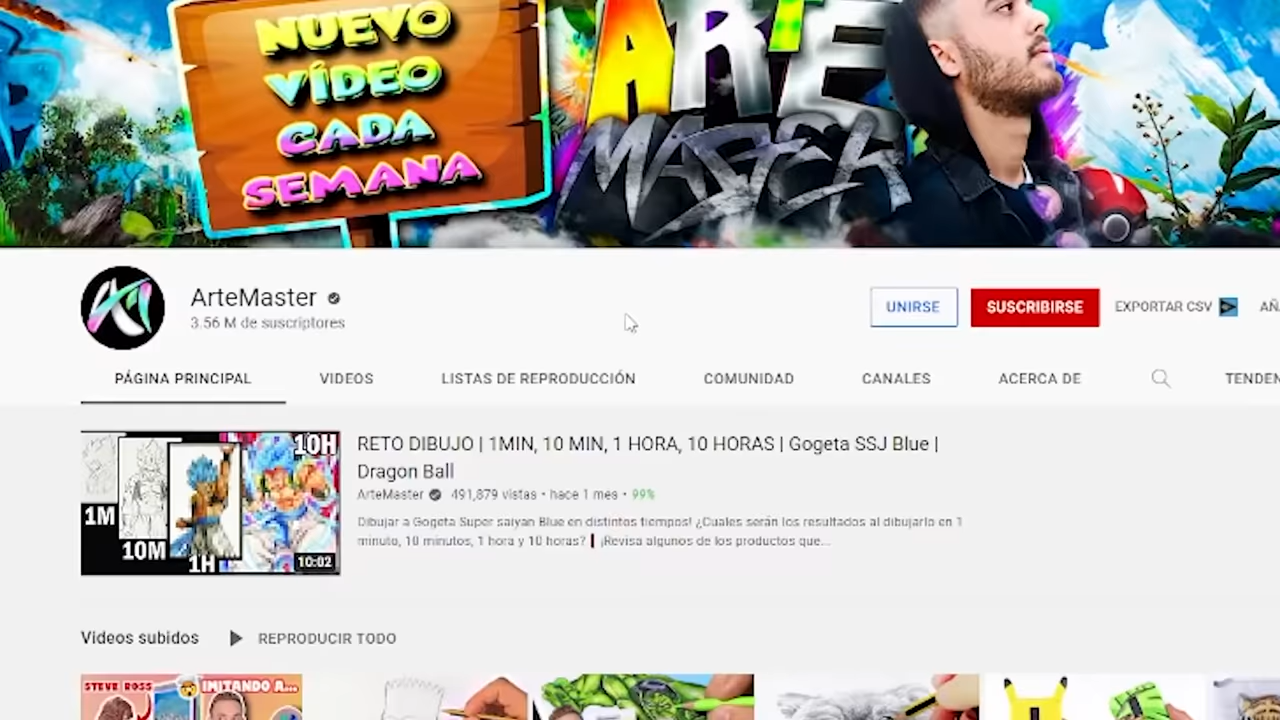 NUEVO
VÍDEO
CADA
SEMANA
ARTE
MASTER
ArteMaster
3.56 M de suscriptores
UNIRSE
SUSCRIBIRSE
EXPORTAR CSV
AÑ
PÁGINA PRINCIPAL
VIDEOS
LISTAS DE REPRODUCCIÓN
COMUNIDAD
CANALES
ACERCA DE
TENDEN
10H
1M
10M
1H
10:02
RETO DIBUJO | 1MIN, 10 MIN, 1 HORA, 10 HORAS | Gogeta SSJ Blue |
Dragon Ball
ArteMaster 491,879 vistas • hace 1 mes • 99%
Dibujar a Gogeta Super saiyan Blue en distintos tiempos! ¿Cuales serán los resultados al dibujarlo en 1
minuto, 10 minutos, 1 hora y 10 horas? ┃ ¡Revisa algunos de los productos que...
Videos subidos
REPRODUCIR TODO
STEVE ROSS
IMITANDO A...